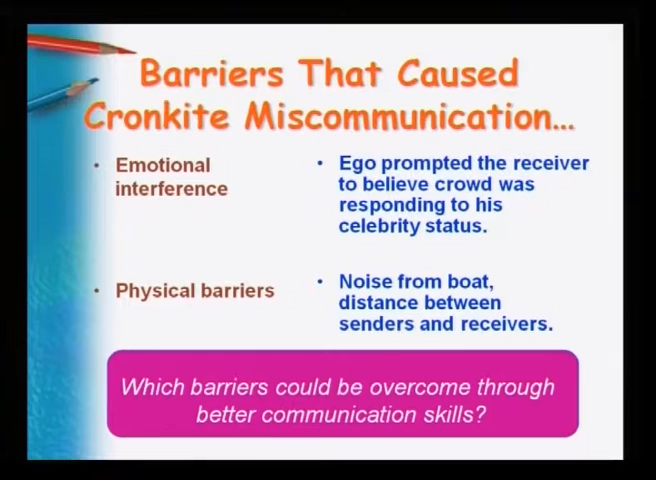 Barriers That Caused
Cronkite Miscommunication...
• Emotional
interference
• Ego prompted the receiver
to believe crowd was
responding to his
celebrity status.
• Physical barriers
• Noise from boat,
distance between
senders and receivers.
Which barriers could be overcome through
better communication skills?